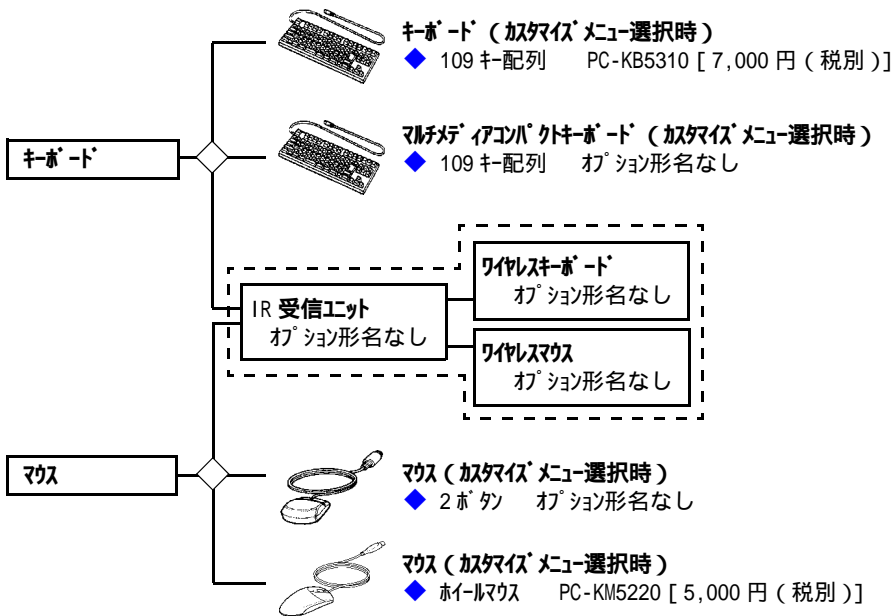 キーボード(カスタマイズメニュー選択時)
◆ 109キー配列 PC-KB5310[7,000円(税別)]
マルチメディアコンパクトキーボード(カスタマイズメニュー選択時)
◆ 109キー配列 オプション形名なし
キーボード
ワイヤレスキーボード
オプション形名なし
IR受信ユニット
オプション形名なし
ワイヤレスマウス
オプション形名なし
マウス
マウス(カスタマイズメニュー選択時)
◆ 2ボタン オプション形名なし
マウス(カスタマイズメニュー選択時)
◆ ホイールマウス PC-KM5220[5,000円(税別)]